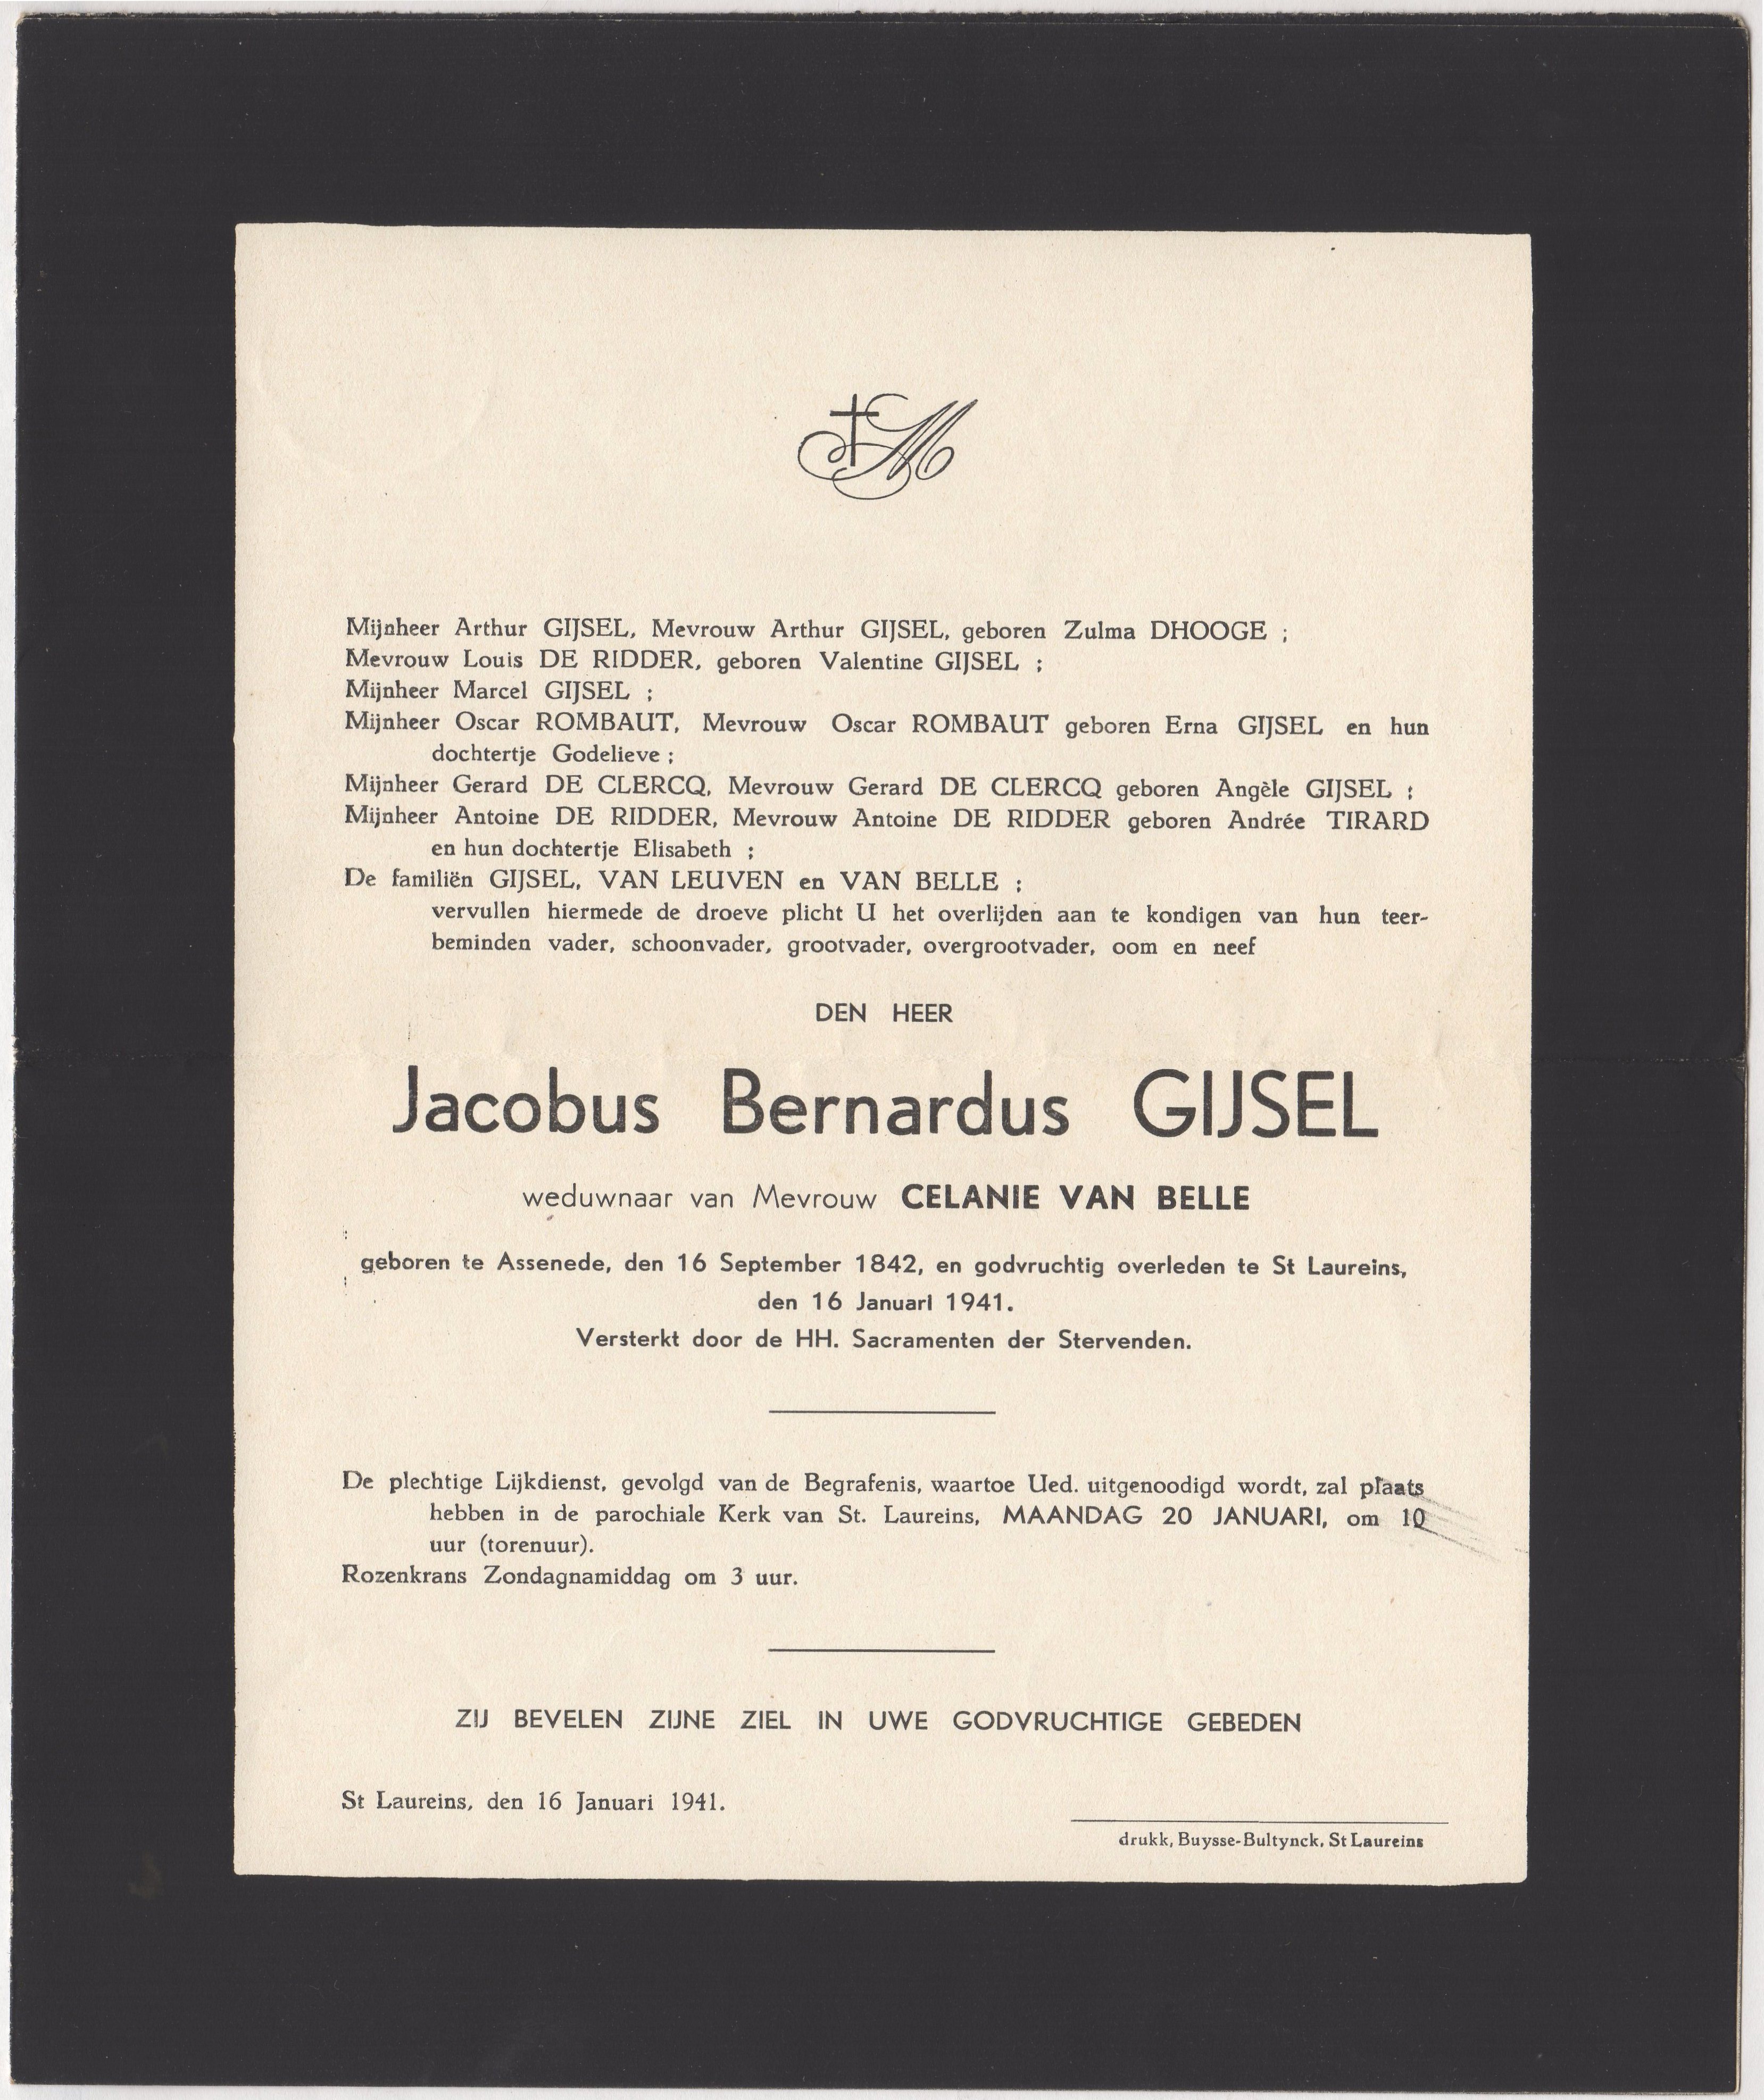 M
Mijnheer Arthur GIJSEL, Mevrouw Arthur GIJSEL, geboren Zulma DHOOGE ;
Mevrouw Louis DE RIDDER, geboren Valentine GIJSEL ;
Mijnheer Marcel GIJSEL ;
Mijnheer Oscar ROMBAUT, Mevrouw Oscar ROMBAUT geboren Erna GIJSEL en hun
dochtertje Godelieve ;
Mijnheer Gerard DE CLERCQ, Mevrouw Gerard DE CLERCQ geboren Angèle GIJSEL ;
Mijnheer Antoine DE RIDDER, Mevrouw Antoine DE RIDDER geboren Andrée TIRARD
en hun dochtertje Elisabeth ;
De familiën GIJSEL, VAN LEUVEN en VAN BELLE ;
vervullen hiermede de droeve plicht U het overlijden aan te kondigen van hun teer-
beminden vader, schoonvader, grootvader, overgrootvader, oom en neef
DEN HEER
Jacobus Bernardus GIJSEL
weduwnaar van Mevrouw CELANIE VAN BELLE
geboren te Assenede, den 16 September 1842, en godvruchtig overleden te St Laureins,
den 16 Januari 1941.
Versterkt door de HH. Sacramenten der Stervenden.
De plechtige Lijkdienst, gevolgd van de Begrafenis, waartoe Ued. uitgenoodigd wordt, zal plaats
hebben in de parochiale Kerk van St. Laureins, MAANDAG 20 JANUARI, om 10
uur (torenuur).
Rozenkrans Zondagnamiddag om 3 uur.
ZIJ BEVELEN ZIJNE ZIEL IN UWE GODVRUCHTIGE GEBEDEN
St Laureins, den 16 Januari 1941.
drukk, Buysse-Bultynck, St Laureins